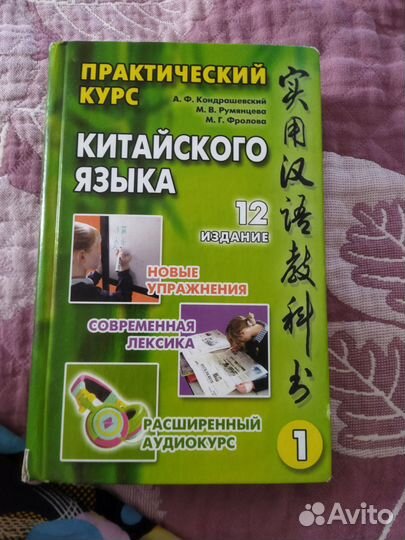 ПРАКТИЧЕСКИЙ
КУРС
А. Ф. Кондрашевский
М. В. Румянцева
М. Г. Фролова
КИТАЙСКОГО
ЯЗЫКА
12
ИЗДАНИЕ
НОВЫЕ
УПРАЖНЕНИЯ
СОВРЕМЕННАЯ
ЛЕКСИКА
РАСШИРЕННЫЙ
АУДИОКУРС
实用汉语教科书
1
Avito